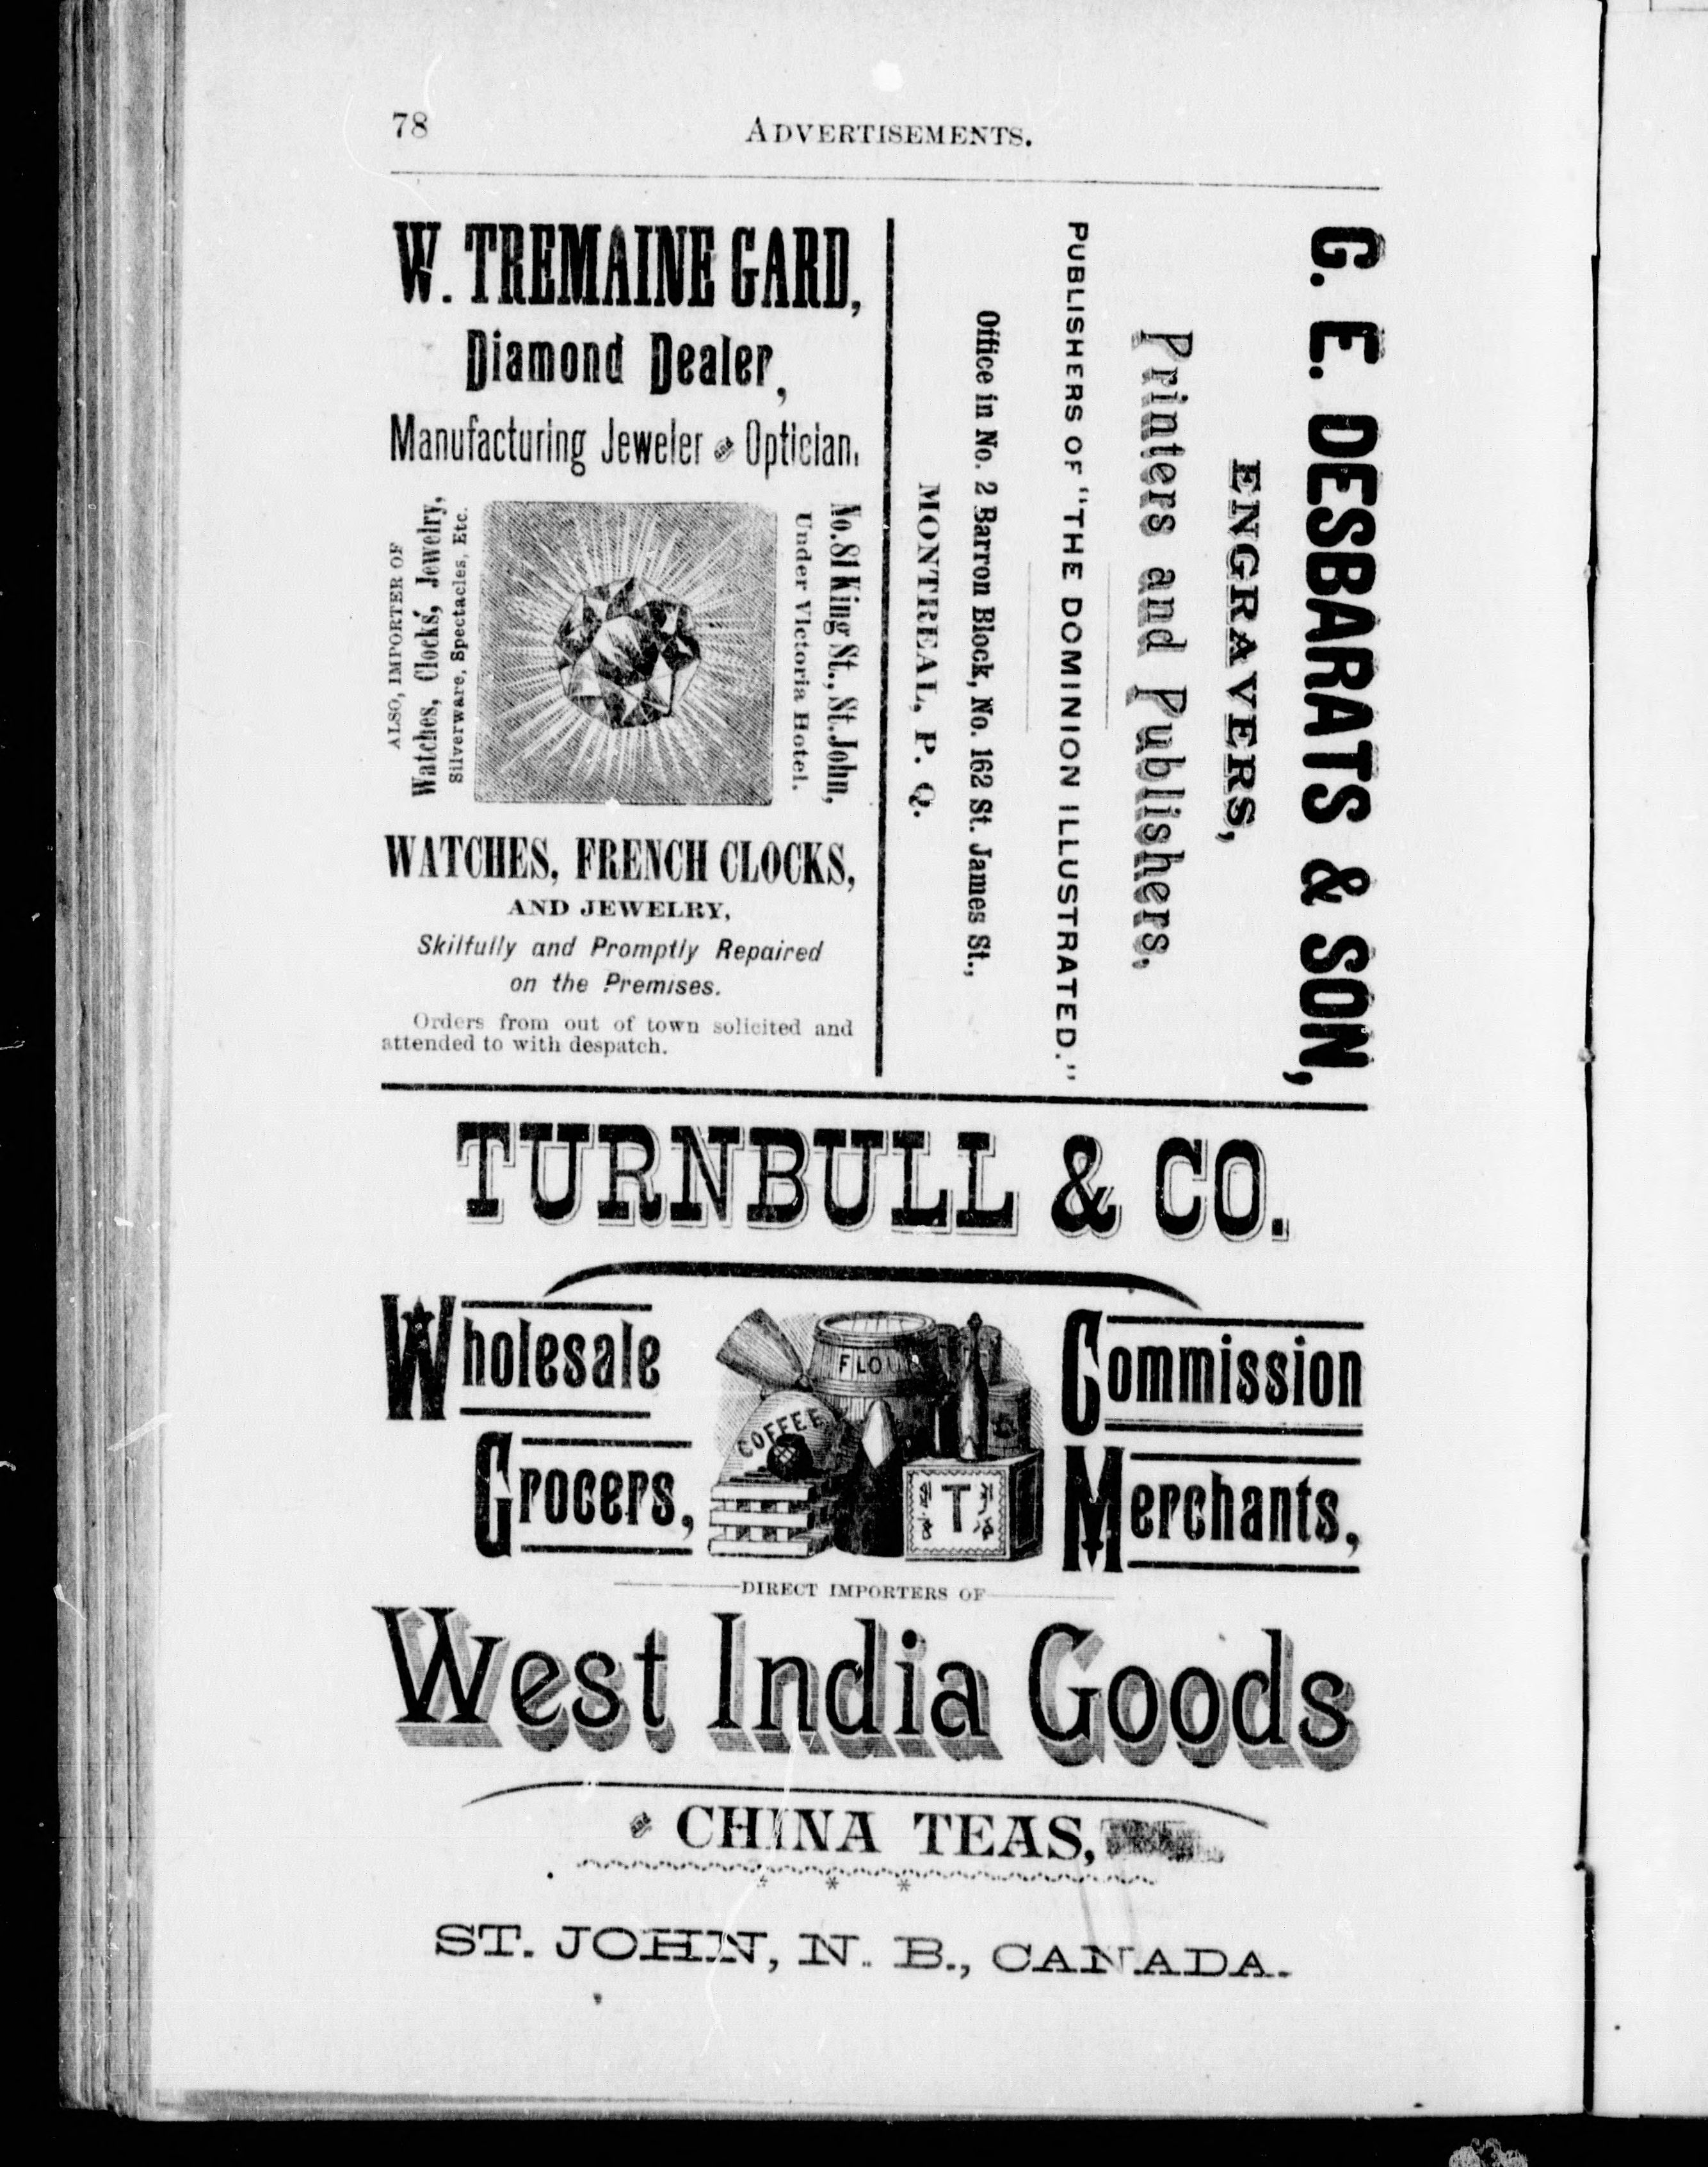 78
ADVERTISEMENTS.
W. TREMAINE GARD,
Diamond Dealer,
Manufacturing Jeweler and Optician.
ALSO, IMPORTER OF
Watches, Clocks, Jewelry,
Silverware, Spectacles, Etc.
No. 81 King St., St. John,
Under Victoria Hotel.
WATCHES, FRENCH CLOCKS,
AND JEWELRY,
Skilfully and Promptly Repaired
on the Premises.
Orders from out of town solicited and
attended to with despatch.
G. E. DESBARATS & SON,
ENGRAVERS,
Printers and Publishers,
PUBLISHERS OF "THE DOMINION ILLUSTRATED."
Office in No. 2 Barron Block, No. 162 St. James St.,
MONTREAL, P. Q.
TURNBULL & CO.
Wholesale
Grocers,
FLOUR
COFFEE
T
Commission
Merchants,
DIRECT IMPORTERS OF
West India Goods
and CHINA TEAS,
* * *
ST. JOHN, N. B., CANADA.